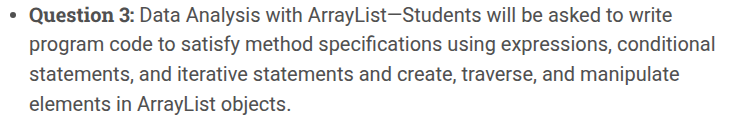 • Question 3: Data Analysis with ArrayList—Students will be asked to write
program code to satisfy method specifications using expressions, conditional
statements, and iterative statements and create, traverse, and manipulate
elements in ArrayList objects.